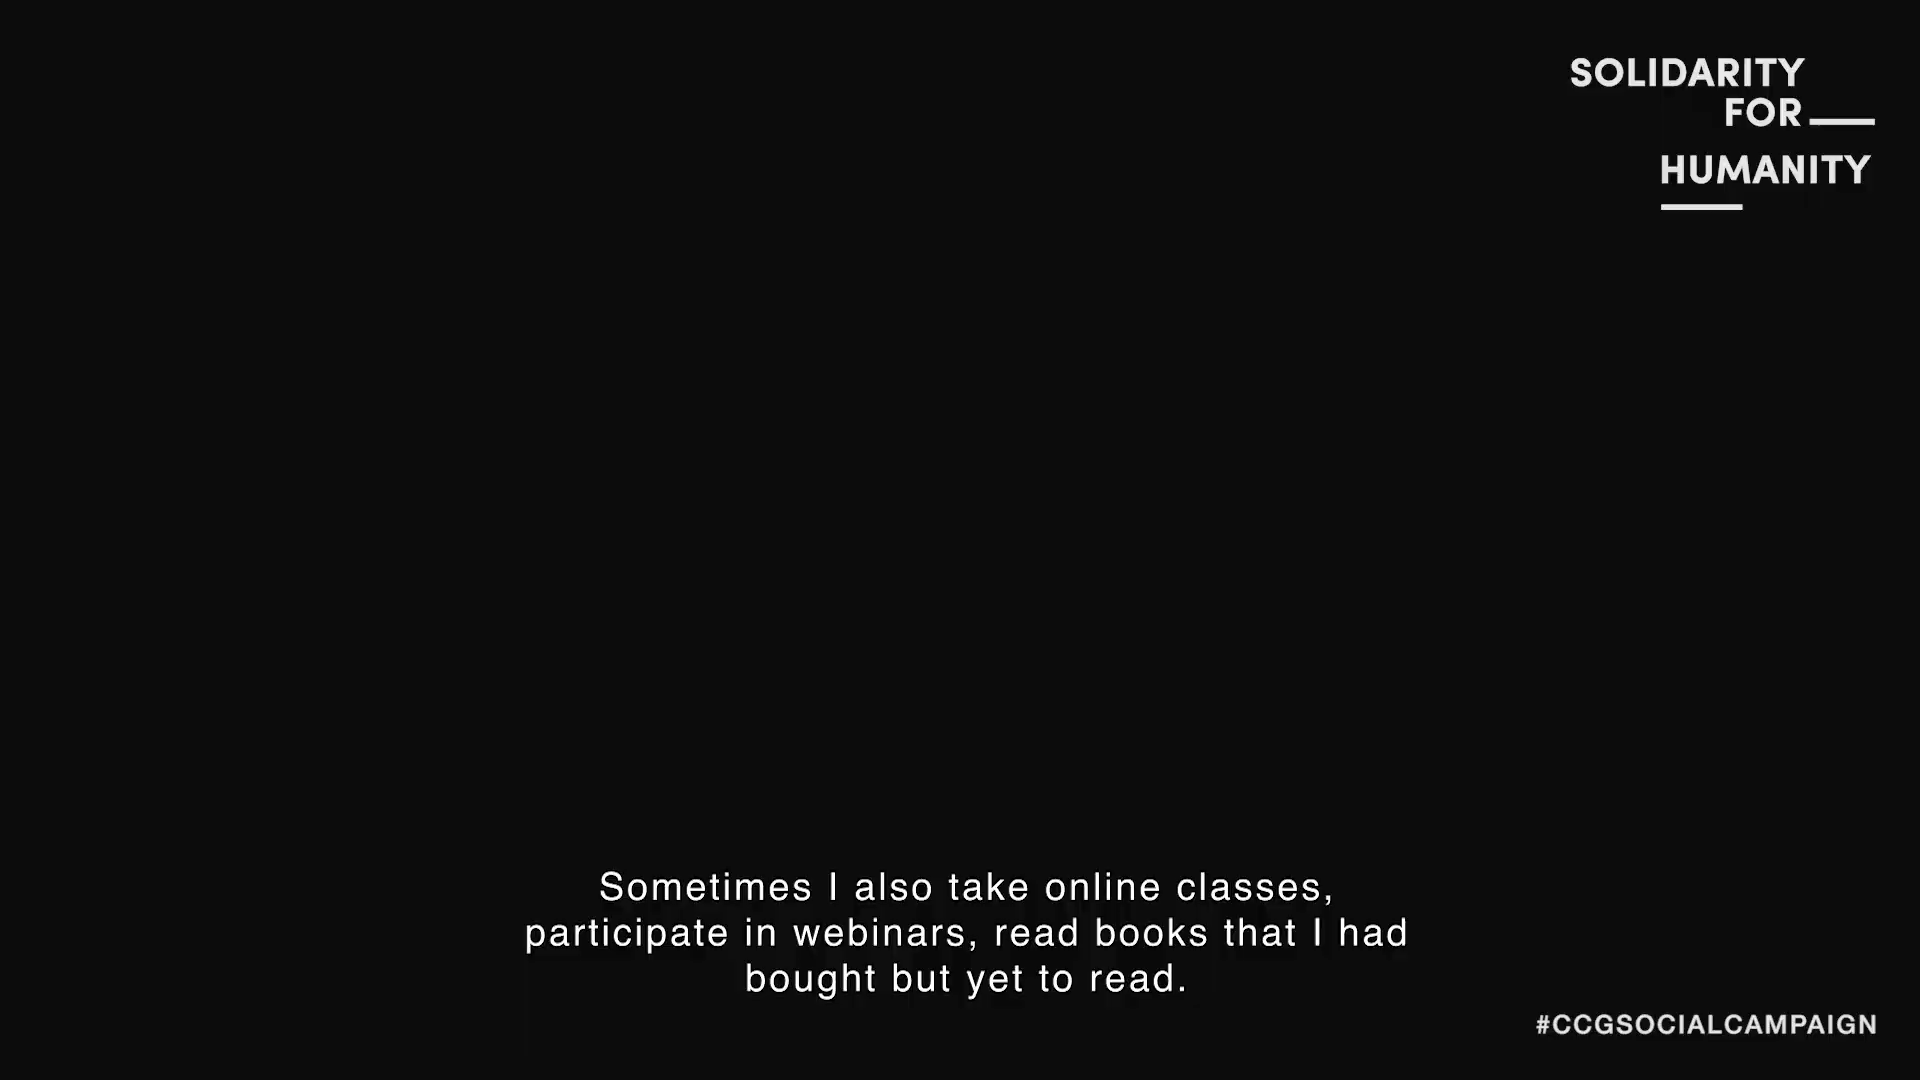 SOLIDARITY
FOR
HUMANITY
Sometimes I also take online classes,
participate in webinars, read books that I had
bought but yet to read.
#CCGSOCIALCAMPAIGN